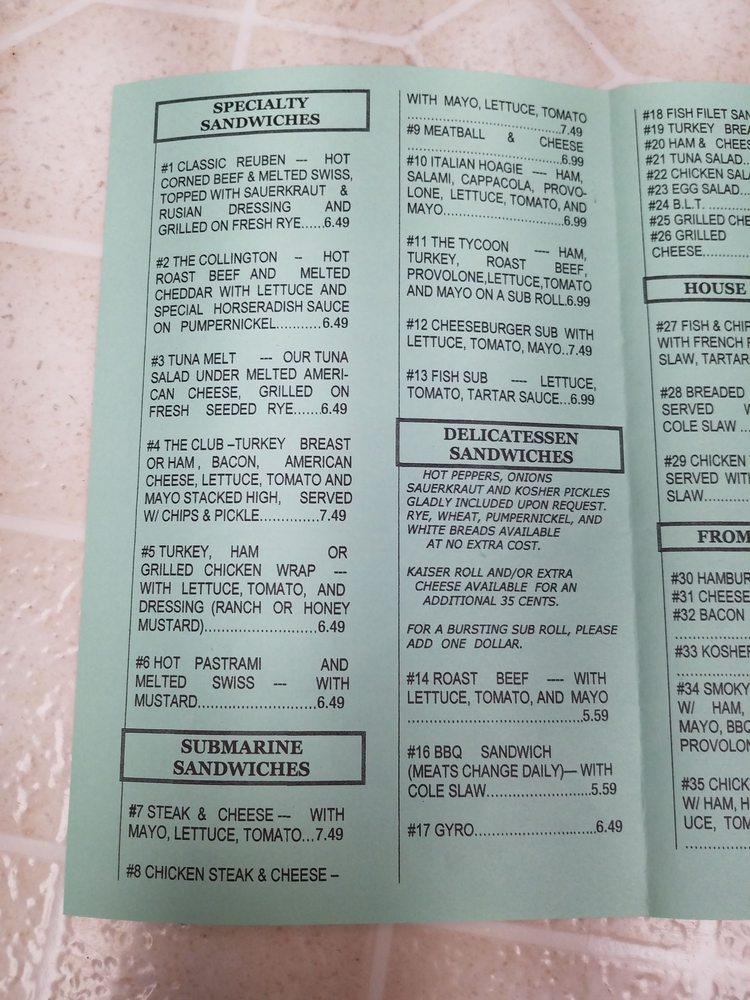 SPECIALTY
SANDWICHES
#1 CLASSIC REUBEN --- HOT
CORNED BEEF & MELTED SWISS,
TOPPED WITH SAUERKRAUT &
RUSIAN DRESSING AND
GRILLED ON FRESH RYE......6.49
#2 THE COLLINGTON -- HOT
ROAST BEEF AND MELTED
CHEDDAR WITH LETTUCE AND
SPECIAL HORSERADISH SAUCE
ON PUMPERNICKEL...........6.49
#3 TUNA MELT --- OUR TUNA
SALAD UNDER MELTED AMERI-
CAN CHEESE, GRILLED ON
FRESH SEEDED RYE......6.49
#4 THE CLUB –TURKEY BREAST
OR HAM , BACON, AMERICAN
CHEESE, LETTUCE, TOMATO AND
MAYO STACKED HIGH, SERVED
W/ CHIPS & PICKLE..............7.49
#5 TURKEY, HAM OR
GRILLED CHICKEN WRAP ---
WITH LETTUCE, TOMATO, AND
DRESSING (RANCH OR HONEY
MUSTARD)..........................6.49
#6 HOT PASTRAMI AND
MELTED SWISS --- WITH
MUSTARD...........................6.49
SUBMARINE
SANDWICHES
#7 STEAK & CHEESE --- WITH
MAYO, LETTUCE, TOMATO...7.49
#8 CHICKEN STEAK & CHEESE –
WITH MAYO, LETTUCE, TOMATO
...................................7.49
#9 MEATBALL & CHEESE
...................................6.99
#10 ITALIAN HOAGIE ---- HAM,
SALAMI, CAPPACOLA, PROVO-
LONE, LETTUCE, TOMATO, AND
MAYO............................6.99
#11 THE TYCOON ---- HAM,
TURKEY, ROAST BEEF,
PROVOLONE,LETTUCE,TOMATO
AND MAYO ON A SUB ROLL.6.99
#12 CHEESEBURGER SUB WITH
LETTUCE, TOMATO, MAYO..7.49
#13 FISH SUB ---- LETTUCE,
TOMATO, TARTAR SAUCE...6.99
DELICATESSEN
SANDWICHES
HOT PEPPERS, ONIONS
SAUERKRAUT AND KOSHER PICKLES
GLADLY INCLUDED UPON REQUEST.
RYE, WHEAT, PUMPERNICKEL, AND
WHITE BREADS AVAILABLE
AT NO EXTRA COST.
KAISER ROLL AND/OR EXTRA
CHEESE AVAILABLE FOR AN
ADDITIONAL 35 CENTS.
FOR A BURSTING SUB ROLL, PLEASE
ADD ONE DOLLAR.
#14 ROAST BEEF ---- WITH
LETTUCE, TOMATO, AND MAYO
........................................5.59
#16 BBQ SANDWICH
(MEATS CHANGE DAILY)— WITH
COLE SLAW........................5.59
#17 GYRO............................6.49
#18 FISH FILET SAN
#19 TURKEY BREA
#20 HAM & CHEES
#21 TUNA SALAD..
#22 CHICKEN SALA
#23 EGG SALAD...
#24 B.L.T. ..........
#25 GRILLED CHE
#26 GRILLED
CHEESE...........
HOUSE
#27 FISH & CHIP
WITH FRENCH F
SLAW, TARTAR
#28 BREADED
SERVED W
COLE SLAW ...
#29 CHICKEN
SERVED WITH
SLAW..........
FROM
#30 HAMBUR
#31 CHEESE
#32 BACON
................
#33 KOSHER
................
#34 SMOKY
W/ HAM,
MAYO, BBQ
PROVOLON
#35 CHICK
W/ HAM, H
UCE, TOM
................